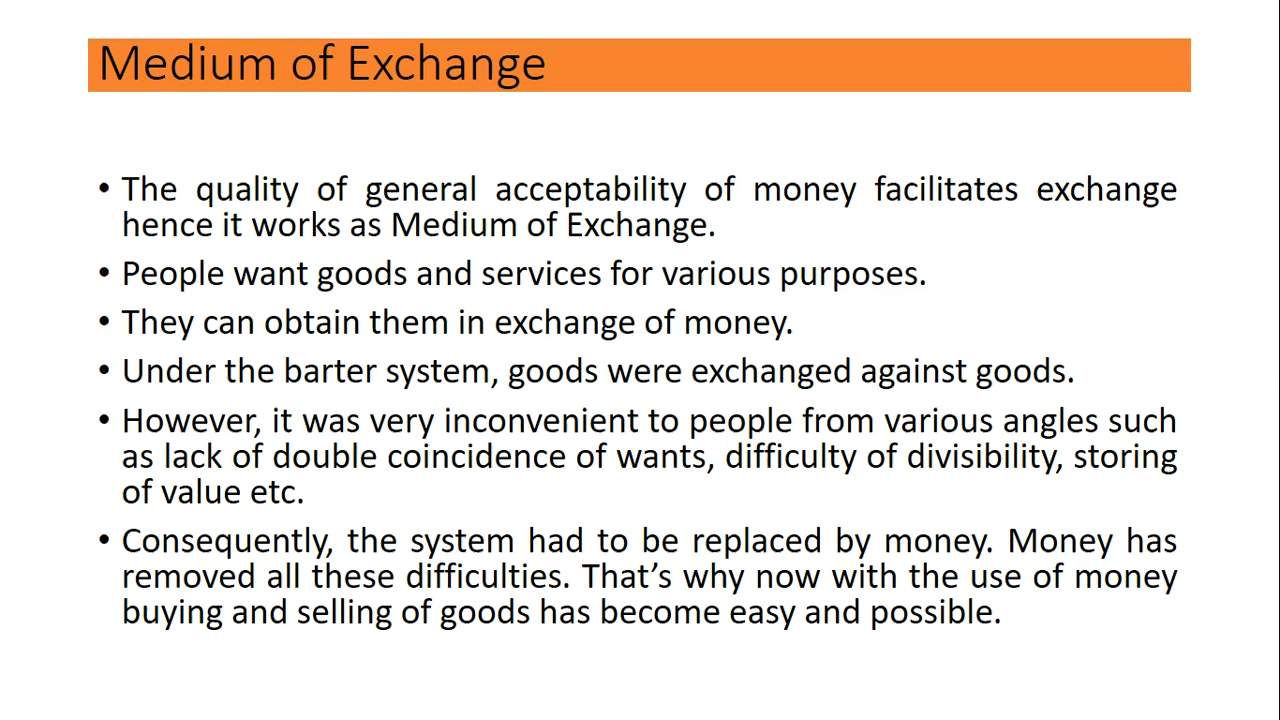 Medium of Exchange
• The quality of general acceptability of money facilitates exchange
hence it works as Medium of Exchange.
• People want goods and services for various purposes.
• They can obtain them in exchange of money.
• Under the barter system, goods were exchanged against goods.
• However, it was very inconvenient to people from various angles such
as lack of double coincidence of wants, difficulty of divisibility, storing
of value etc.
• Consequently, the system had to be replaced by money. Money has
removed all these difficulties. That’s why now with the use of money
buying and selling of goods has become easy and possible.